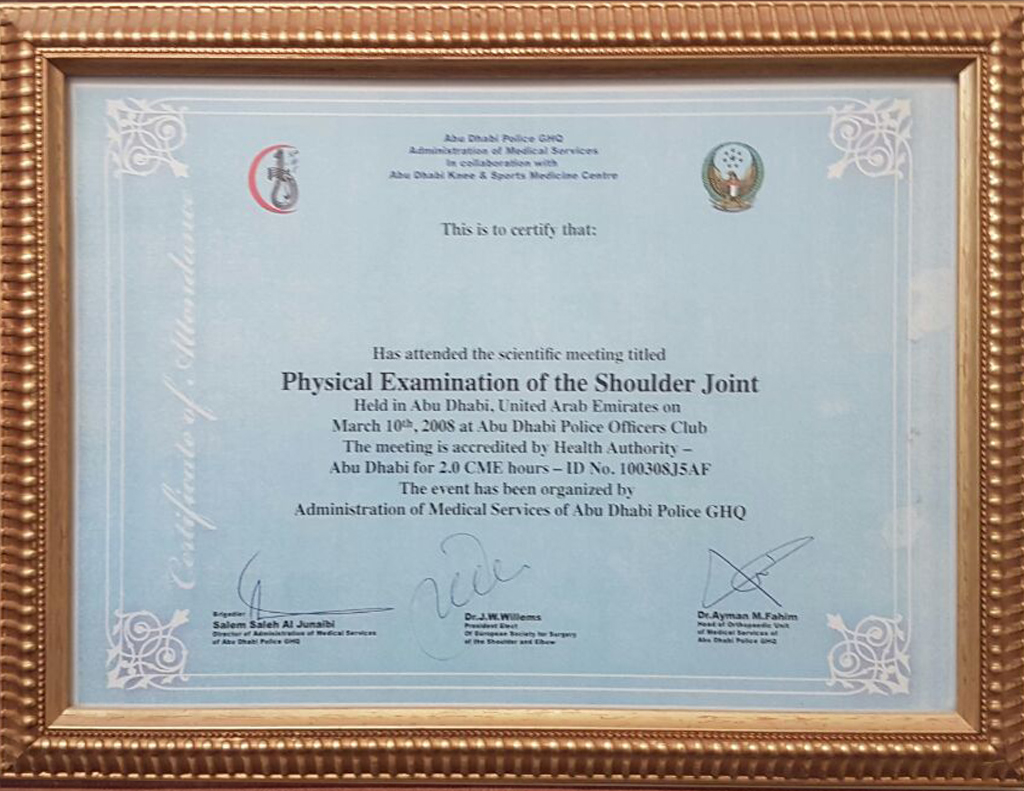 Abu Dhabi Police GHQ
Administration of Medical Services
In collaboration with
Abu Dhabi Knee & Sports Medicine Centre
This is to certify that:
Certificate of Attendance
Has attended the scientific meeting titled
Physical Examination of the Shoulder Joint
Held in Abu Dhabi, United Arab Emirates on
March 10th, 2008 at Abu Dhabi Police Officers Club
The meeting is accredited by Health Authority –
Abu Dhabi for 2.0 CME hours – ID No. 100308J5AF
The event has been organized by
Administration of Medical Services of Abu Dhabi Police GHQ
Brigadier
Salem Saleh Al Junaibi
Director of Administration of Medical Services
of Abu Dhabi Police GHQ
Dr.J.W.Willems
President Elect
Of European Society for Surgery
of the Shoulder and Elbow
Dr.Ayman M.Fahim
Head of Orthopaedic Unit
of Medical Services of
Abu Dhabi Police GHQ